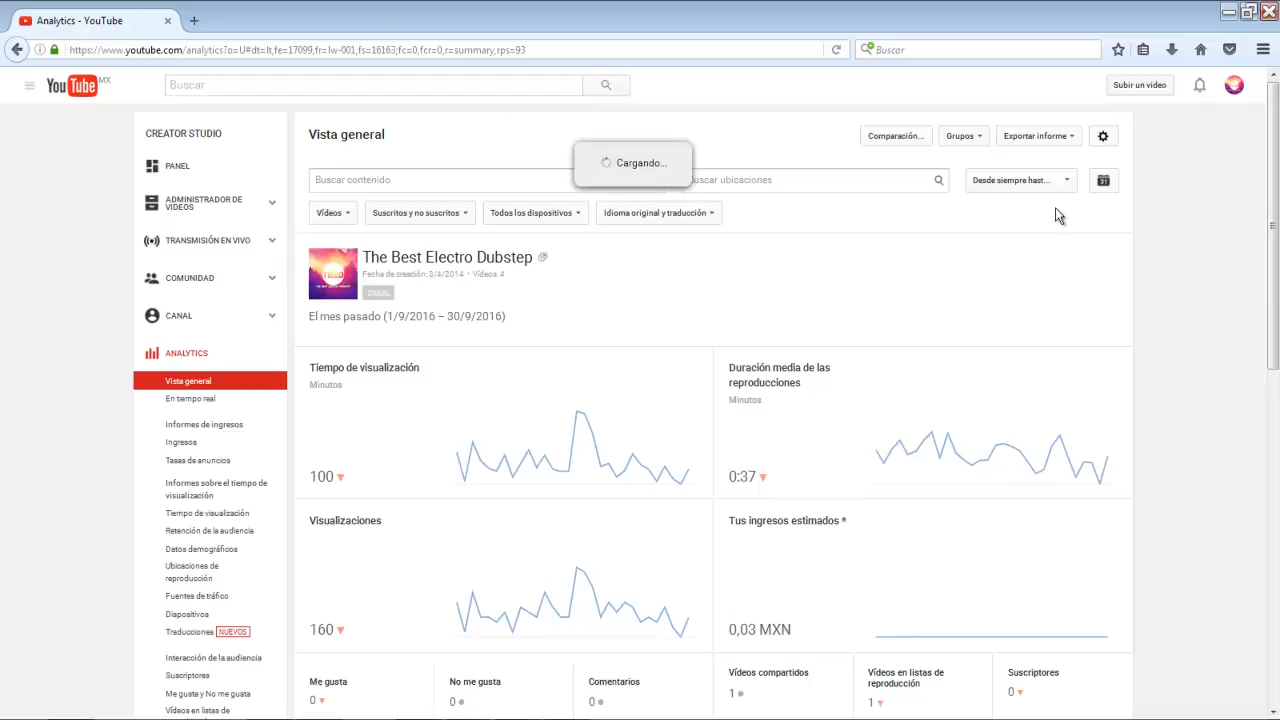 Analytics - YouTube
https://www.youtube.com/analytics?o=U#dt=lt,fe=17099,fr=lw-001,fs=16163;fc=0,fcr=0,r=summary,rps=93
Buscar
YouTube MX
Buscar
Subir un video
CREATOR STUDIO
PANEL
ADMINISTRADOR DE
VIDEOS
TRANSMISIÓN EN VIVO
COMUNIDAD
CANAL
ANALYTICS
Vista general
En tiempo real
Informes de ingresos
Ingresos
Tasas de anuncios
Informes sobre el tiempo de
visualización
Tiempo de visualización
Retención de la audiencia
Datos demográficos
Ubicaciones de
reproducción
Fuentes de tráfico
Dispositivos
Traducciones NUEVOS
Interacción de la audiencia
Suscriptores
Me gusta y No me gusta
Vídeos en listas de
Vista general
Comparación...
Grupos
Exportar informe
Cargando...
Buscar contenido
uscar ubicaciones
Desde siempre hast...
31
Vídeos
Suscritos y no suscritos
Todos los dispositivos
Idioma original y traducción
The Best Electro Dubstep
Fecha de creación: 3/4/2014 • Vídeos: 4
CANAL
El mes pasado (1/9/2016 – 30/9/2016)
Tiempo de visualización
Minutos
100
Duración media de las
reproducciones
Minutos
0:37
Visualizaciones
160
Tus ingresos estimados *
0,03 MXN
Me gusta
0
No me gusta
0
Comentarios
0
Vídeos compartidos
1
Vídeos en listas de
reproducción
1
Suscriptores
0